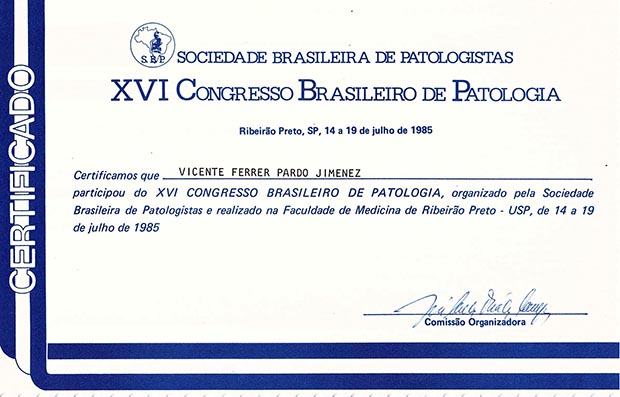 CERTIFICADO
S.B.P
SOCIEDADE BRASILEIRA DE PATOLOGISTAS
XVI CONGRESSO BRASILEIRO DE PATOLOGIA
Ribeirão Preto, SP, 14 a 19 de julho de 1985
Certificamos que VICENTE FERRER PARDO JIMENEZ
participou do XVI CONGRESSO BRASILEIRO DE PATOLOGIA, organizado pela Sociedade
Brasileira de Patologistas e realizado na Faculdade de Medicina de Ribeirão Preto - USP, de 14 a 19
de julho de 1985
Comissão Organizadora